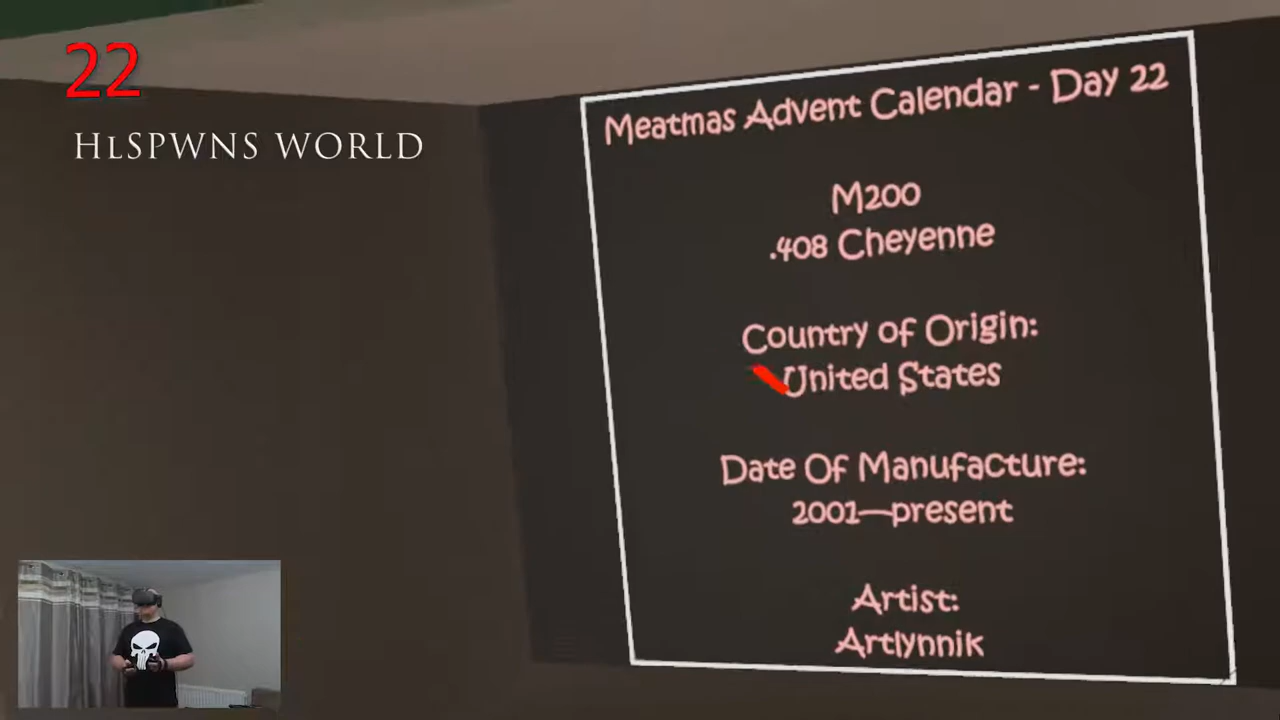 22
HLSPWNS WORLD
Meatmas Advent Calendar - Day 22
M200
.408 Cheyenne
Country of Origin:
United States
Date Of Manufacture:
2001—present
Artist:
Artlynnik